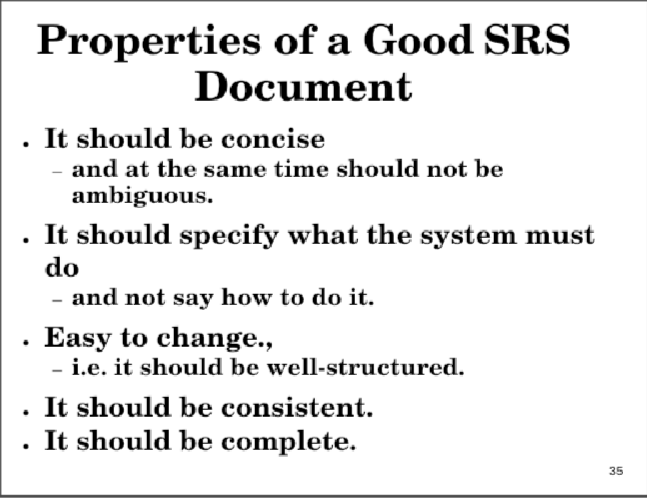 Properties of a Good SRS
Document
• It should be concise
– and at the same time should not be
ambiguous.
• It should specify what the system must
do
– and not say how to do it.
• Easy to change.,
– i.e. it should be well-structured.
• It should be consistent.
• It should be complete.
35